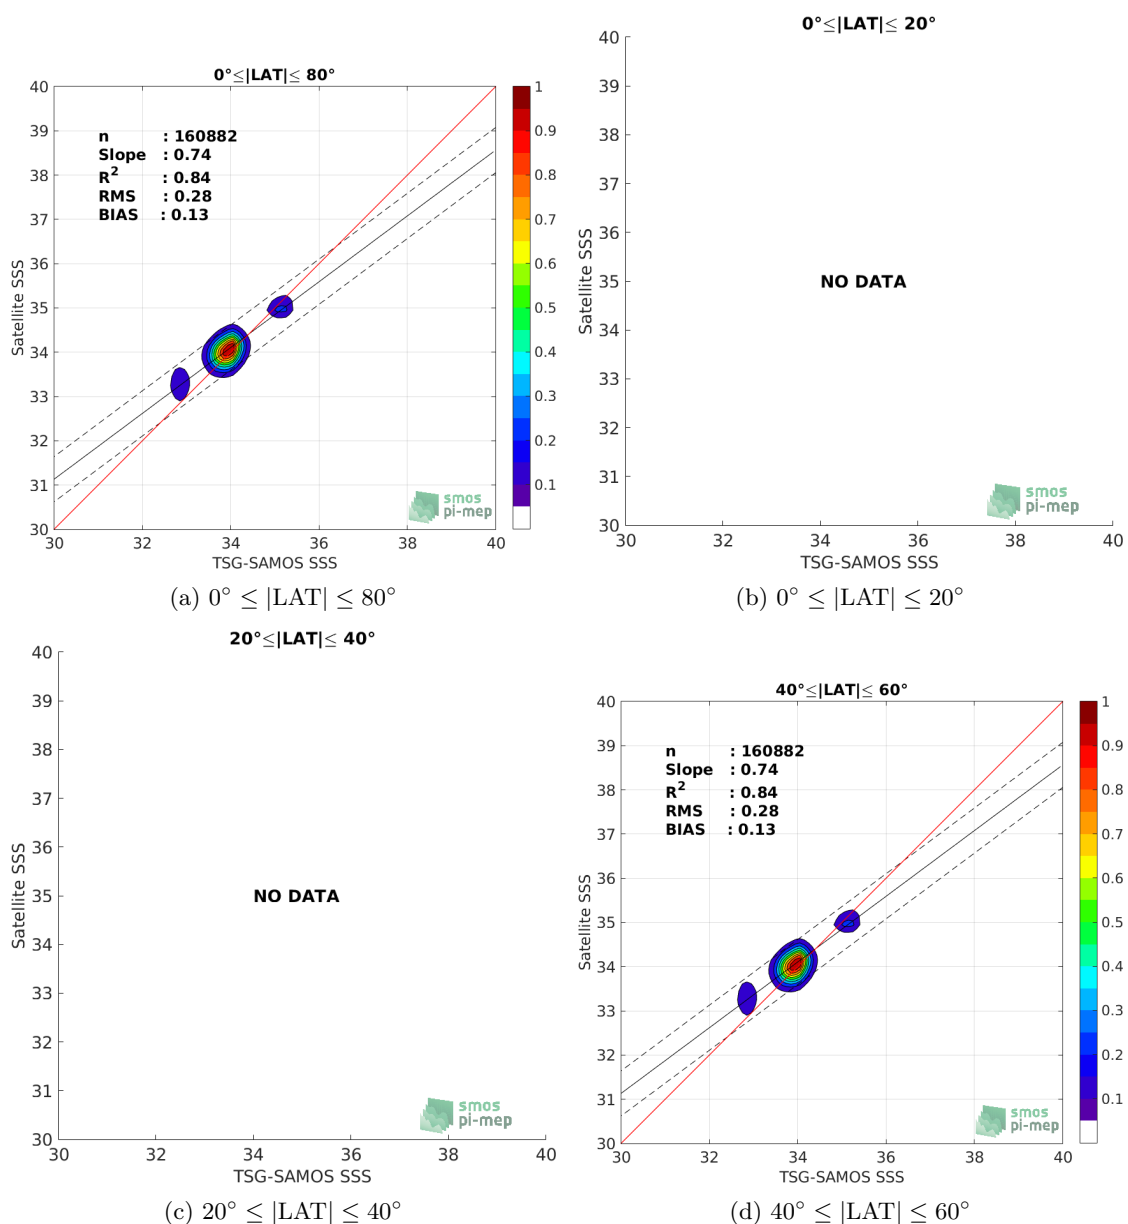 0°≤|LAT|≤ 80°
40
39
38
37
36
35
34
33
32
31
30
Satellite SSS
n : 160882
Slope : 0.74
R² : 0.84
RMS : 0.28
BIAS : 0.13
smos
pi-mep
30 32 34 36 38 40
TSG-SAMOS SSS
1
0.9
0.8
0.7
0.6
0.5
0.4
0.3
0.2
0.1
(a) 0° ≤ |LAT| ≤ 80°
0°≤|LAT|≤ 20°
40
39
38
37
36
35
34
33
32
31
30
Satellite SSS
NO DATA
smos
pi-mep
30 32 34 36 38 40
TSG-SAMOS SSS
(b) 0° ≤ |LAT| ≤ 20°
20°≤|LAT|≤ 40°
40
39
38
37
36
35
34
33
32
31
30
Satellite SSS
NO DATA
smos
pi-mep
30 32 34 36 38 40
TSG-SAMOS SSS
(c) 20° ≤ |LAT| ≤ 40°
40°≤|LAT|≤ 60°
40
39
38
37
36
35
34
33
32
31
30
Satellite SSS
n : 160882
Slope : 0.74
R² : 0.84
RMS : 0.28
BIAS : 0.13
smos
pi-mep
30 32 34 36 38 40
TSG-SAMOS SSS
1
0.9
0.8
0.7
0.6
0.5
0.4
0.3
0.2
0.1
(d) 40° ≤ |LAT| ≤ 60°